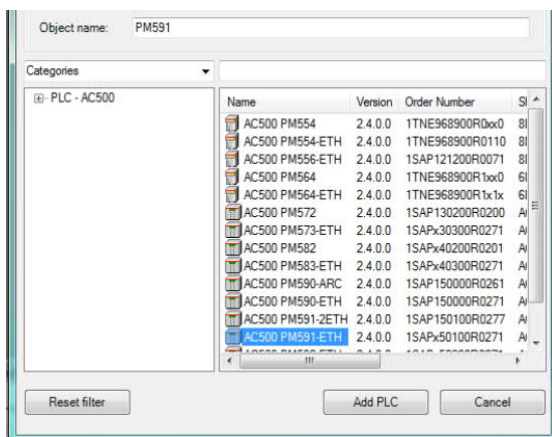 Object name: PM591
Categories
PLC - AC500
Name Version Order Number
AC500 PM554 2.4.0.0 1TNE968900R0xx0
AC500 PM554-ETH 2.4.0.0 1TNE968900R0110
AC500 PM556-ETH 2.4.0.0 1SAP121200R0071
AC500 PM564 2.4.0.0 1TNE968900R1xx0
AC500 PM564-ETH 2.4.0.0 1TNE968900R1x1x
AC500 PM572 2.4.0.0 1SAP130200R0200
AC500 PM573-ETH 2.4.0.0 1SAPx30300R0271
AC500 PM582 2.4.0.0 1SAPx40200R0201
AC500 PM583-ETH 2.4.0.0 1SAPx40300R0271
AC500 PM590-ARC 2.4.0.0 1SAP150000R0261
AC500 PM590-ETH 2.4.0.0 1SAP150000R0271
AC500 PM591-2ETH 2.4.0.0 1SAP150100R0277
AC500 PM591-ETH 2.4.0.0 1SAPx50100R0271
Reset filter Add PLC Cancel